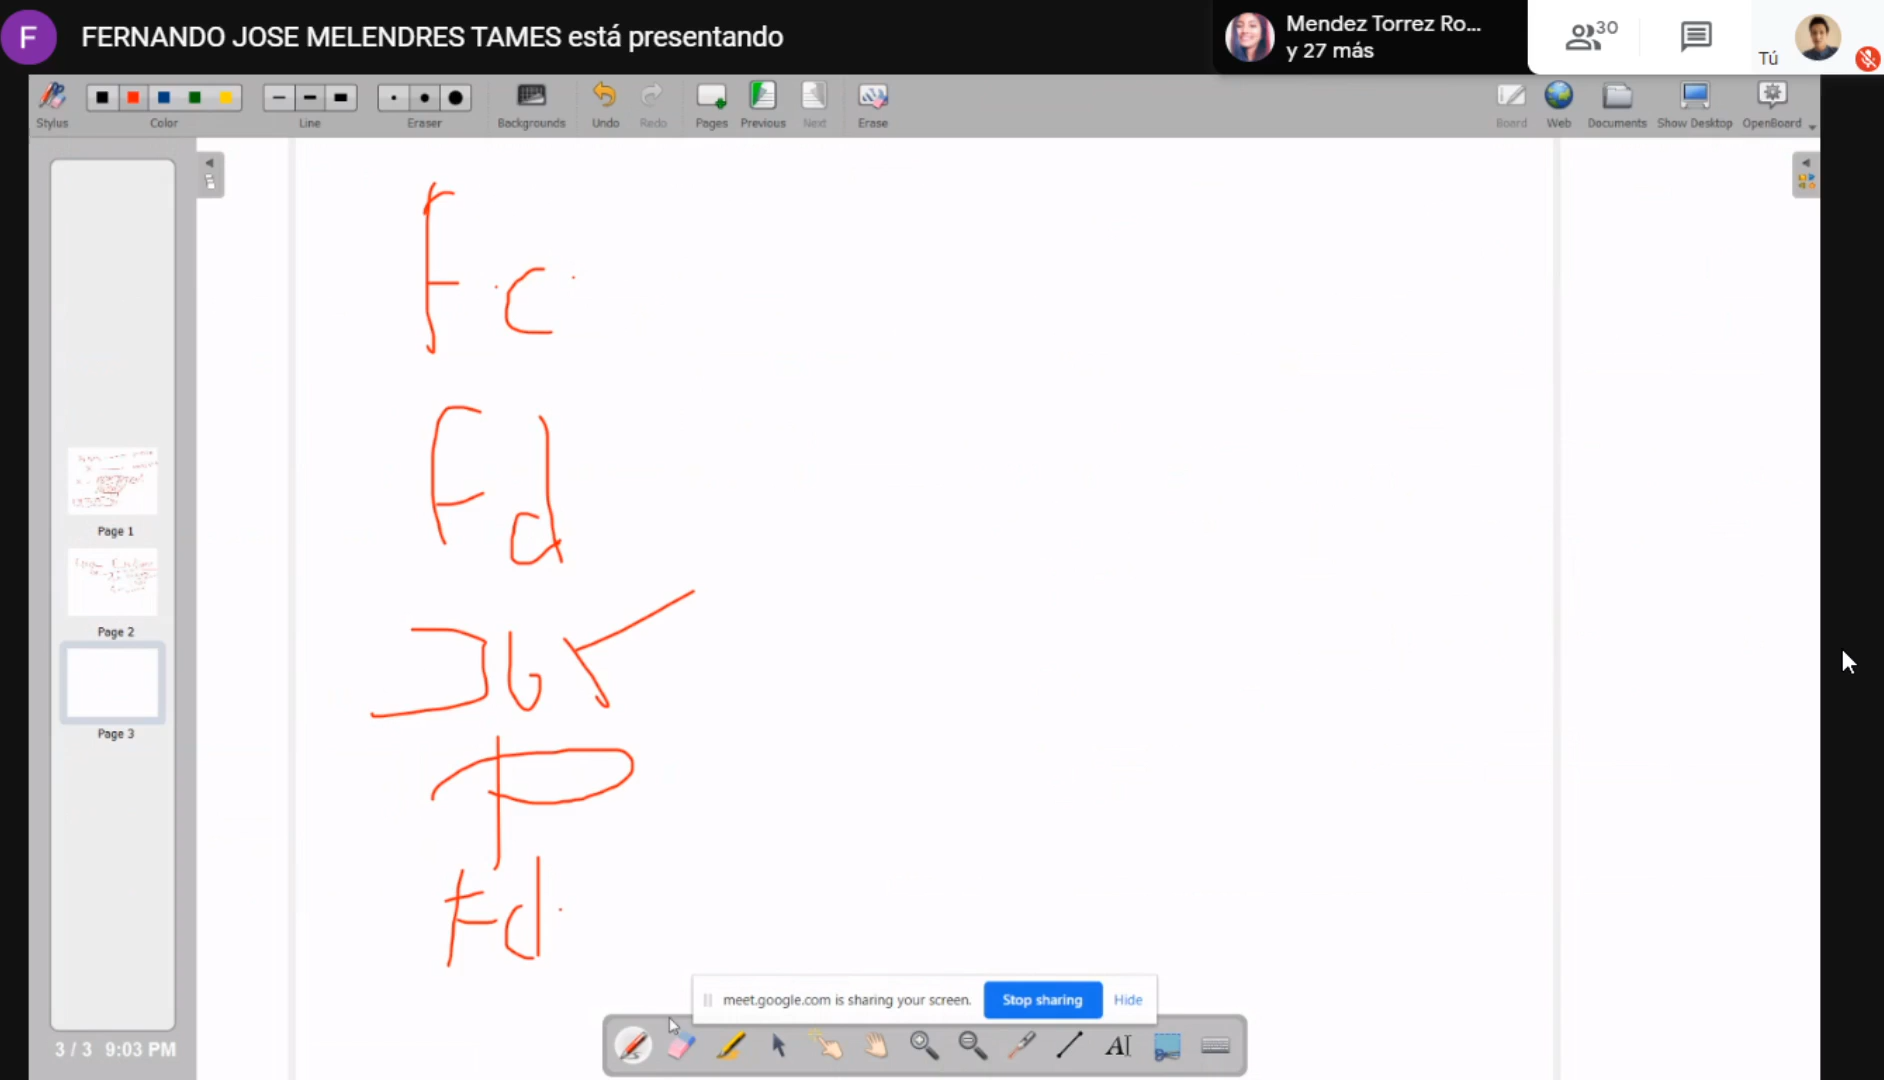 F FERNANDO JOSE MELENDRES TAMES está presentando
Mendez Torrez Ro...
y 27 más
30
Tú
Stylus Color Line Eraser Backgrounds Undo Redo Pages Previous Next Erase Board Web Documents Show Desktop OpenBoard
Fc
Fd
P
Fd
Page 1
Page 2
Page 3
meet.google.com is sharing your screen. Stop sharing Hide
3 / 3 9:03 PM